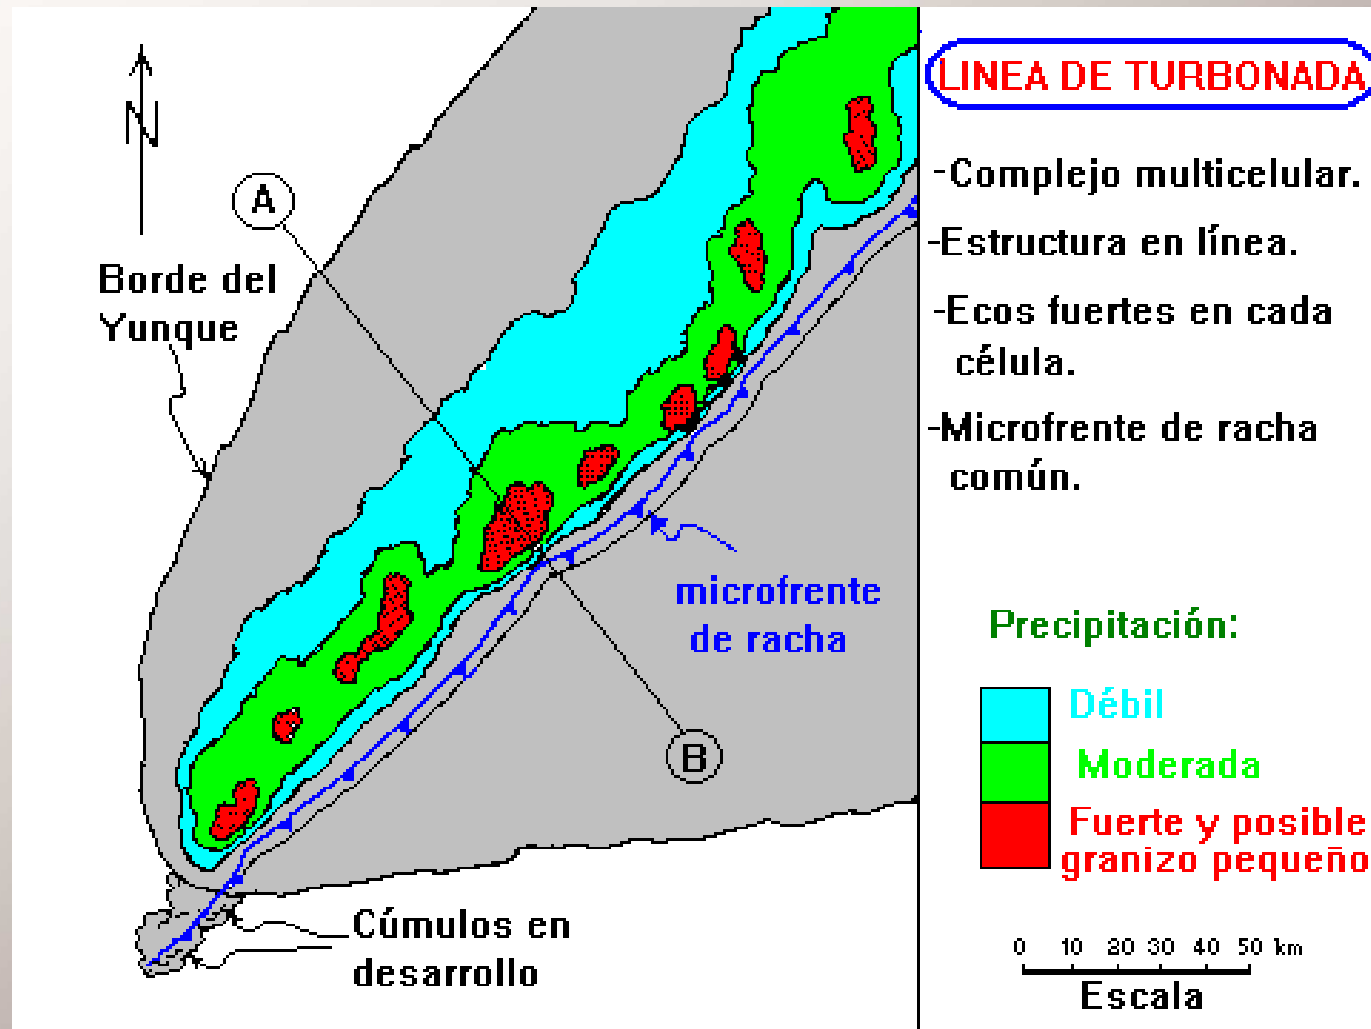 LINEA DE TURBONADA
-Complejo multicelular.
-Estructura en línea.
-Ecos fuertes en cada
célula.
-Microfrente de racha
común.
N
A
Borde del
Yunque
microfrente
de racha
B
Cúmulos en
desarrollo
Precipitación:
Débil
Moderada
Fuerte y posible
granizo pequeño
0 10 20 30 40 50 km
Escala